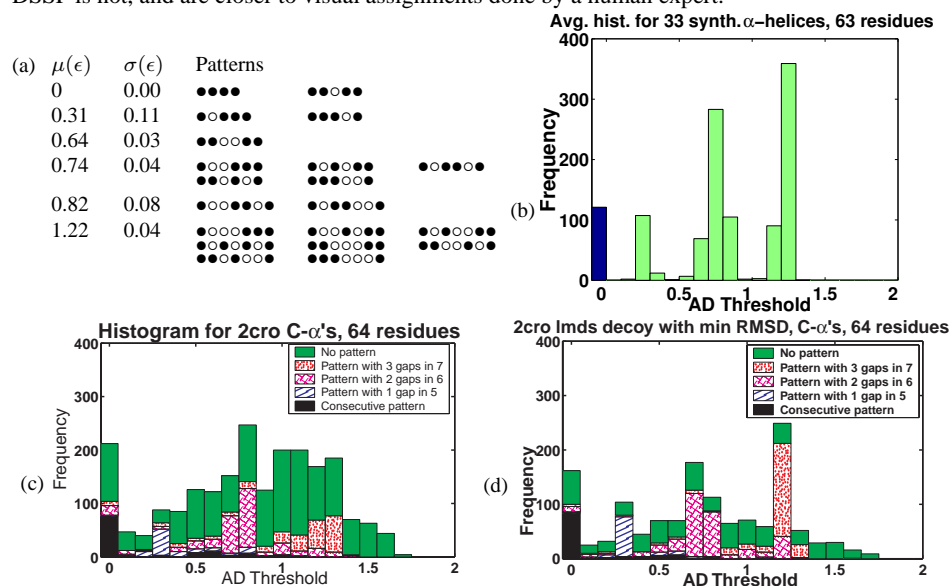 DSSP is not, and are closer to visual assignments done by a human expert.
(a) μ(ϵ) σ(ϵ) Patterns
0 0.00 ●●●● ●●○●●
0.31 0.11 ●○●●● ●●●○●
0.64 0.03 ●●○○●●
0.74 0.04 ●○○●●● ●○●○●● ●○●●○●
●●○●○● ●●●○○●
0.82 0.08 ●○○●●○● ●○●●○○●
1.22 0.04
(b)
Avg. hist. for 33 synth. α−helices, 63 residues
Frequency
400
300
200
100
0
0 0.5 1 1.5 2
AD Threshold
(c)
Histogram for 2cro C-α's, 64 residues
Frequency
400
300
200
100
0
No pattern
Pattern with 3 gaps in 7
Pattern with 2 gaps in 6
Pattern with 1 gap in 5
Consecutive pattern
0 0.5 1 1.5 2
AD Threshold
(d)
2cro lmds decoy with min RMSD, C-α's, 64 residues
Frequency
400
300
200
100
0
No pattern
Pattern with 3 gaps in 7
Pattern with 2 gaps in 6
Pattern with 1 gap in 5
Consecutive pattern
0 0.5 1 1.5 2
AD Threshold